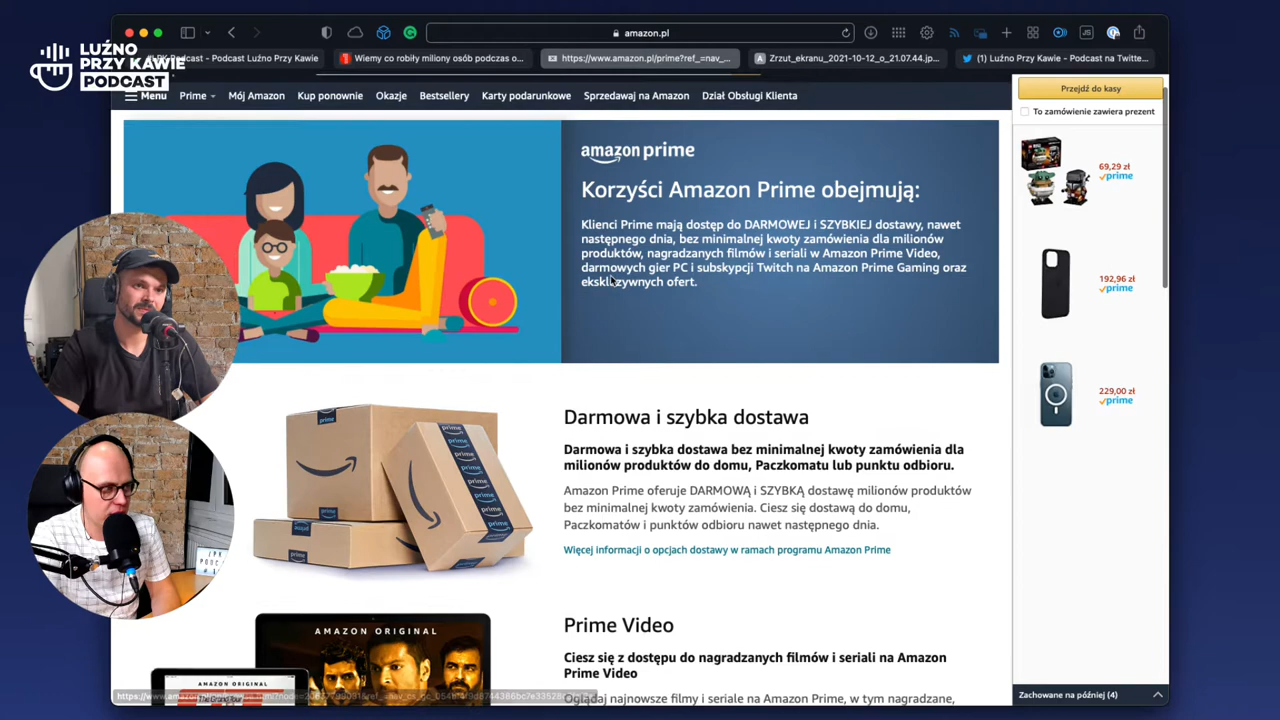 LUŹNO
PRZY KAWIE
PODCAST
amazon.pl
PK Podcast - Podcast Luźno Przy Kawie
Wiemy co robiły miliony osób podczas o...
https://www.amazon.pl/prime?ref_=nav_...
Zrzut_ekranu_2021-10-12_o_21.07.44.jp...
(1) Luźno Przy Kawie - Podcast na Twitte...
Menu
Prime
Mój Amazon
Kup ponownie
Okazje
Bestsellery
Karty podarunkowe
Sprzedawaj na Amazon
Dział Obsługi Klienta
Przejdź do kasy
To zamówienie zawiera prezent
69,29 zł
prime
192,96 zł
prime
229,00 zł
prime
amazon prime
Korzyści Amazon Prime obejmują:
Klienci Prime mają dostęp do DARMOWEJ i SZYBKIEJ dostawy, nawet
następnego dnia, bez minimalnej kwoty zamówienia dla milionów
produktów, nagradzanych filmów i seriali w Amazon Prime Video,
darmowych gier PC i subskypcji Twitch na Amazon Prime Gaming oraz
ekskluzywnych ofert.
Darmowa i szybka dostawa
Darmowa i szybka dostawa bez minimalnej kwoty zamówienia dla
milionów produktów do domu, Paczkomatu lub punktu odbioru.
Amazon Prime oferuje DARMOWĄ i SZYBKĄ dostawę milionów produktów
bez minimalnej kwoty zamówienia. Ciesz się dostawą do domu,
Paczkomatów i punktów odbioru nawet następnego dnia.
Więcej informacji o opcjach dostawy w ramach programu Amazon Prime
prime
prime
prime
prime
prime
prime
prime
AMAZON ORIGINAL
AMAZON ORIGINAL
Prime Video
Ciesz się z dostępu do nagradzanych filmów i seriali na Amazon
Prime Video
Oglądaj najnowsze filmy i seriale na Amazon Prime, w tym nagradzane,
Zachowane na później (4)